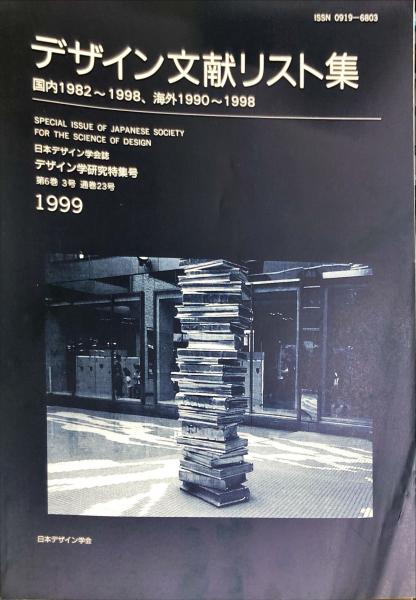 ISSN 0919-6803
デザイン文献リスト集
国内1982～1998、海外1990～1998
SPECIAL ISSUE OF JAPANESE SOCIETY
FOR THE SCIENCE OF DESIGN
日本デザイン学会誌
デザイン学研究特集号
第6巻 3号 通巻23号
1999
日本デザイン学会